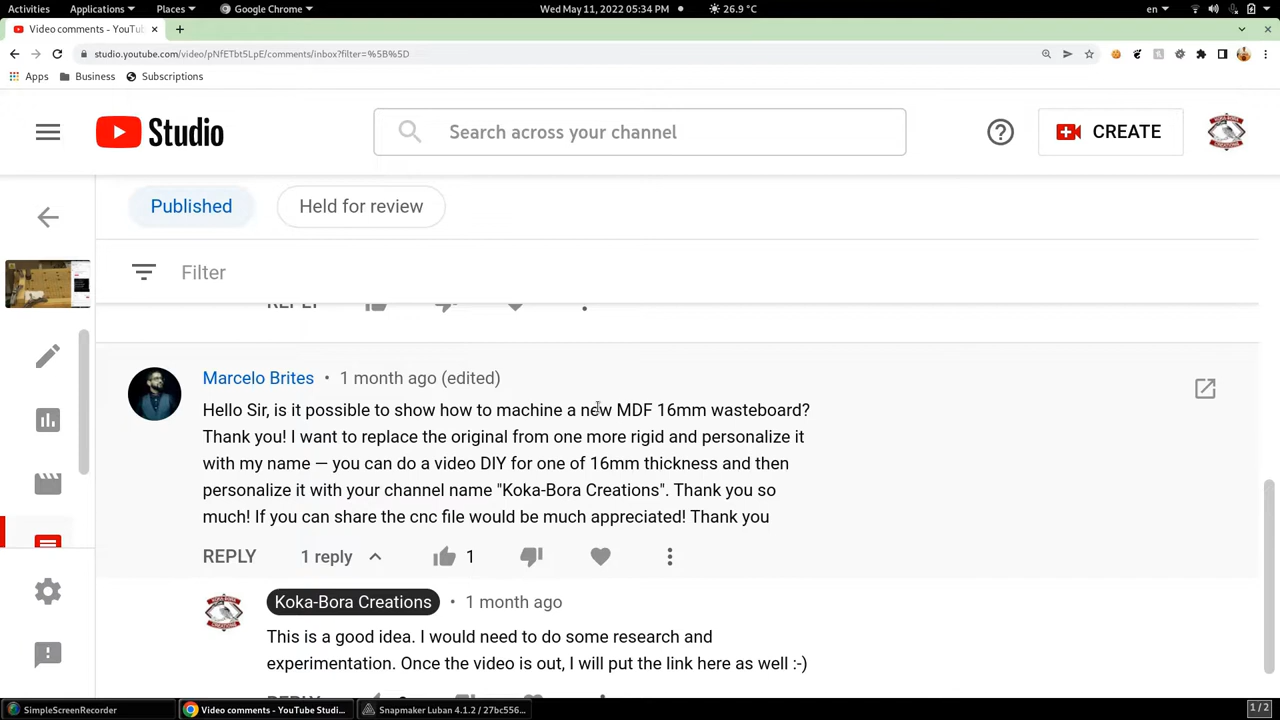 Activities Applications Places Google Chrome Wed May 11, 2022 05:34 PM 26.9 °C en
Video comments - YouTu
studio.youtube.com/video/pNfETbt5LpE/comments/inbox?filter=%5B%5D
Apps Business Subscriptions
Studio Search across your channel CREATE
Published Held for review
Filter
REPLY
Marcelo Brites • 1 month ago (edited)
Hello Sir, is it possible to show how to machine a new MDF 16mm wasteboard?
Thank you! I want to replace the original from one more rigid and personalize it
with my name — you can do a video DIY for one of 16mm thickness and then
personalize it with your channel name "Koka-Bora Creations". Thank you so
much! If you can share the cnc file would be much appreciated! Thank you
REPLY 1 reply 1
Koka-Bora Creations • 1 month ago
This is a good idea. I would need to do some research and
experimentation. Once the video is out, I will put the link here as well :-)
REPLY
SimpleScreenRecorder Video comments - YouTube Studi... Snapmaker Luban 4.1.2 / 27bc556... 1 / 2